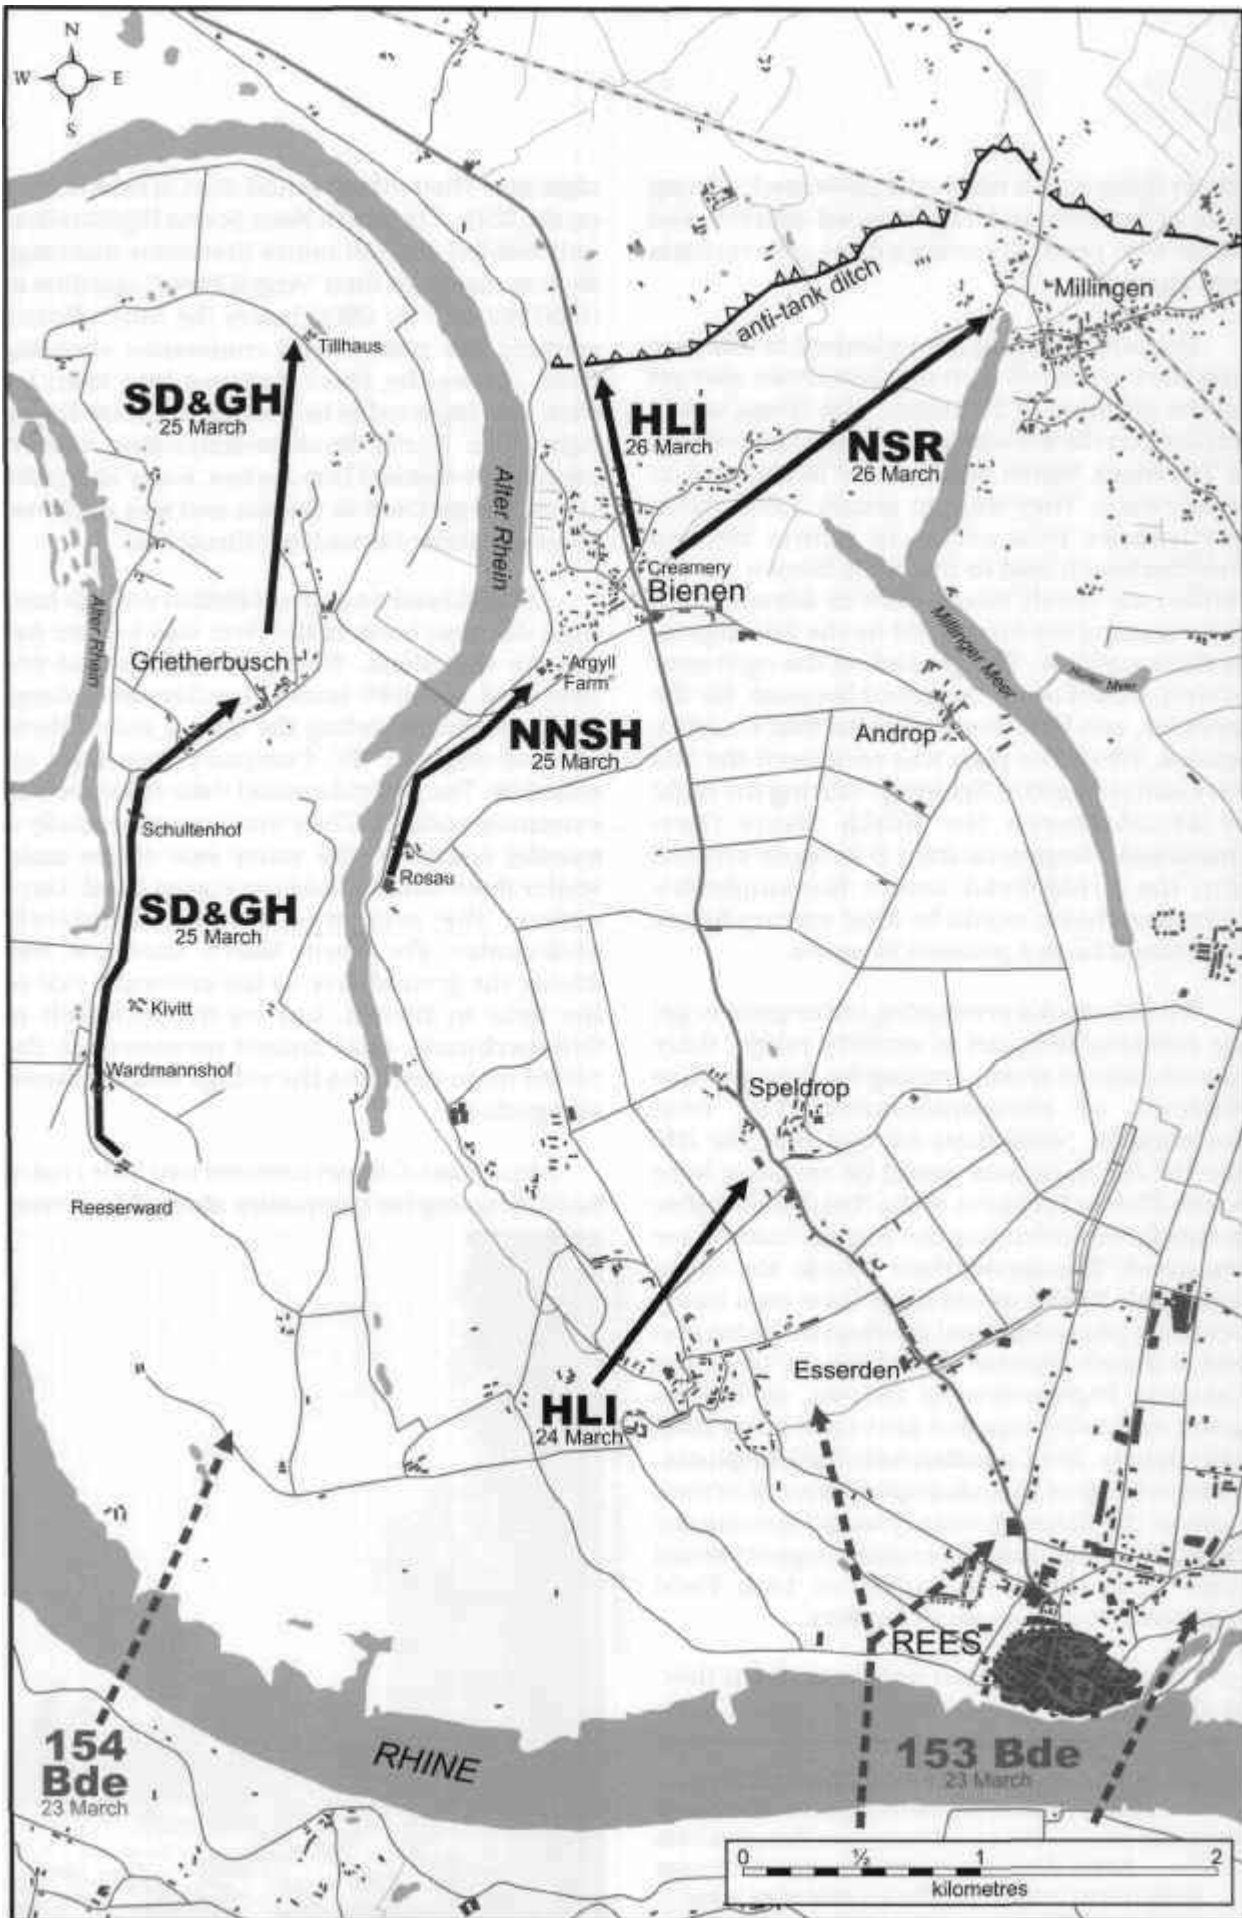 N
W E
S
Tillhaus
SD&GH
25 March
anti-tank ditch
Millingen
HLI
26 March
NSR
26 March
Alter Rhein
Alter Rhein
Creamery
Bienen
Grietherbusch
"Argyll
Farm"
Millinger Meer
NNSH
25 March
Androp
Schultenhof
Rosau
SD&GH
25 March
Kivitt
Wardmannshof
Speldrop
Reeserward
Esserden
HLI
24 March
REES
154
Bde
23 March
RHINE
153 Bde
23 March
0 ½ 1 2
kilometres